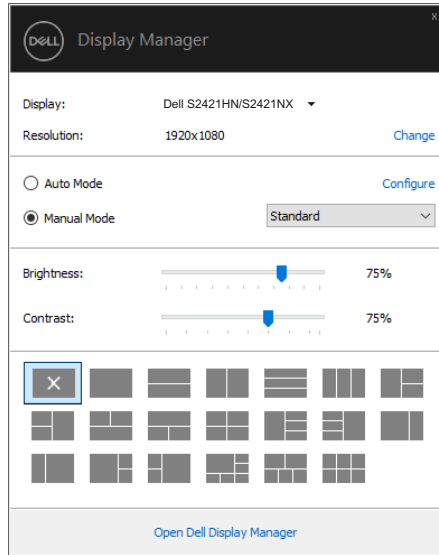 x
DELL Display Manager
Display: Dell S2421HN/S2421NX
Resolution: 1920x1080 Change
Auto Mode Configure
Manual Mode Standard
Brightness: 75%
Contrast: 75%
Open Dell Display Manager